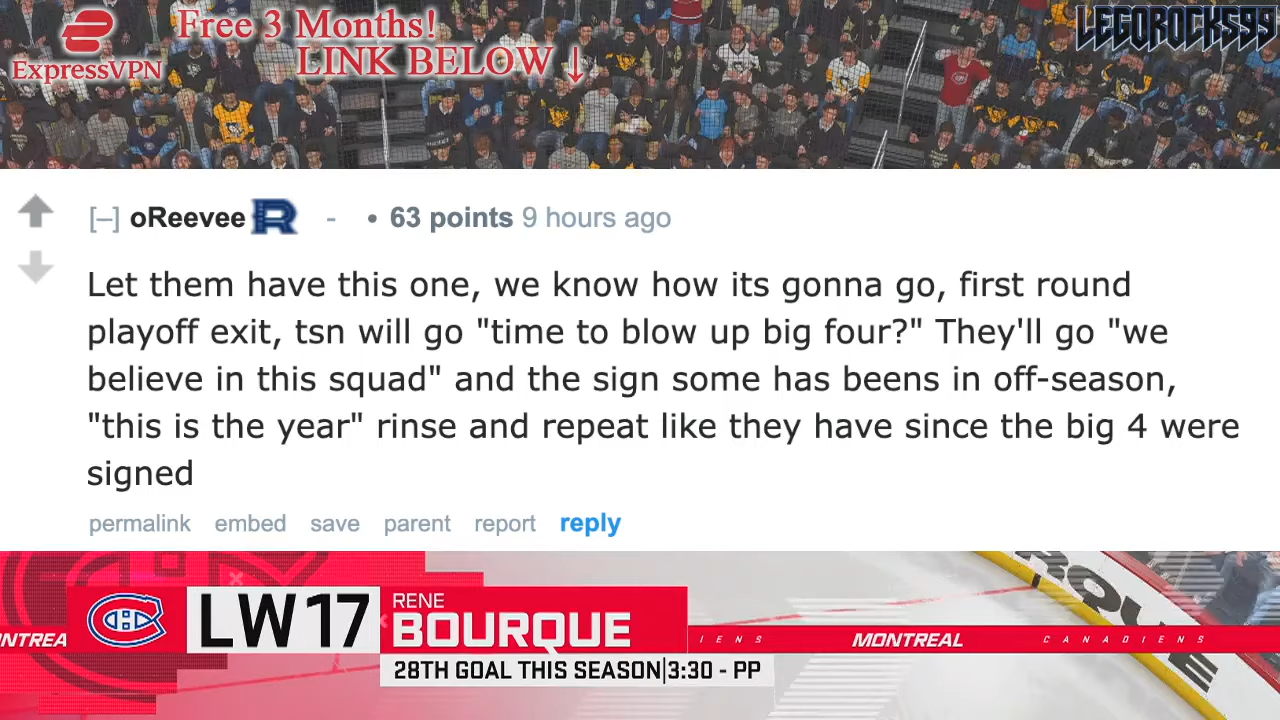 Free 3 Months!
LINK BELOW ↓
ExpressVPN
LEGOROCKS99
[–] oReevee R - • 63 points 9 hours ago
Let them have this one, we know how its gonna go, first round
playoff exit, tsn will go "time to blow up big four?" They'll go "we
believe in this squad" and the sign some has beens in off-season,
"this is the year" rinse and repeat like they have since the big 4 were
signed
permalink embed save parent report reply
ROQUE
NTREA
LW 17
RENE
BOURQUE
IENS
MONTREAL
CANADIENS
28TH GOAL THIS SEASON|3:30 - PP